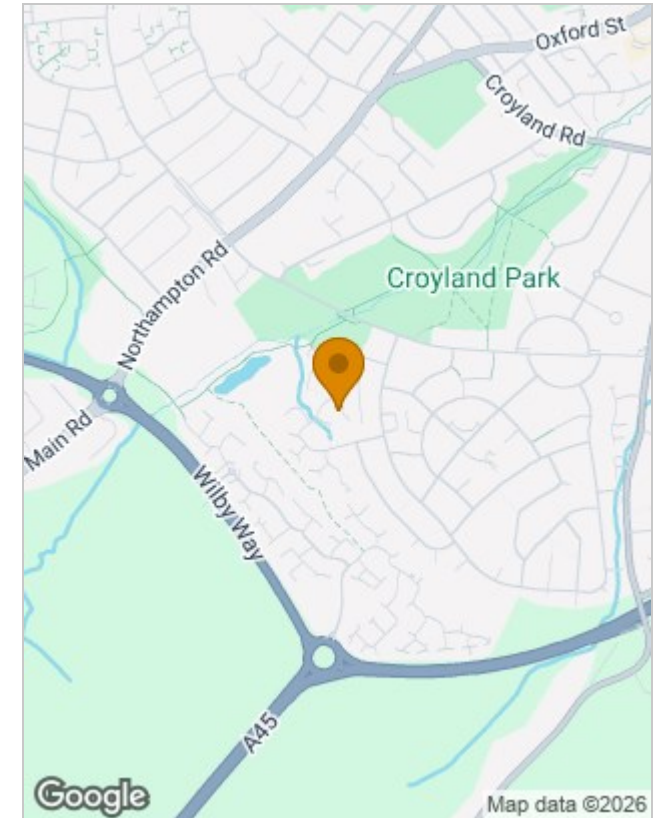 Oxford St
Croyland Rd
Northampton Rd
Croyland Park
Main Rd
Wilby Way
A45
Google
Map data ©2026